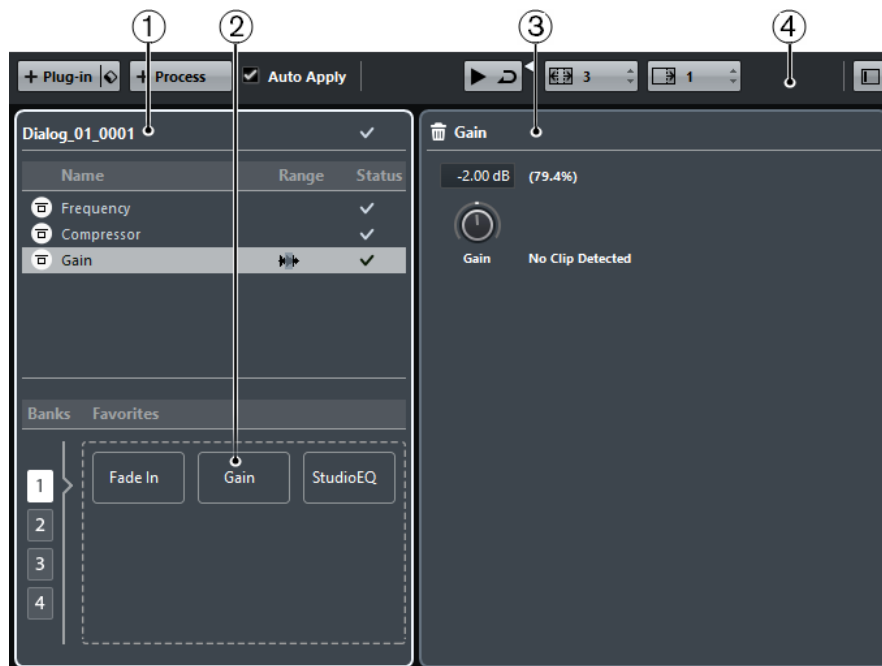 1 2 3 4
+ Plug-in + Process Auto Apply 3 1
Dialog_01_0001
Name Range Status
Frequency
Compressor
Gain
Banks Favorites
1
2
3
4
Fade In Gain StudioEQ
Gain
-2.00 dB (79.4%)
Gain No Clip Detected